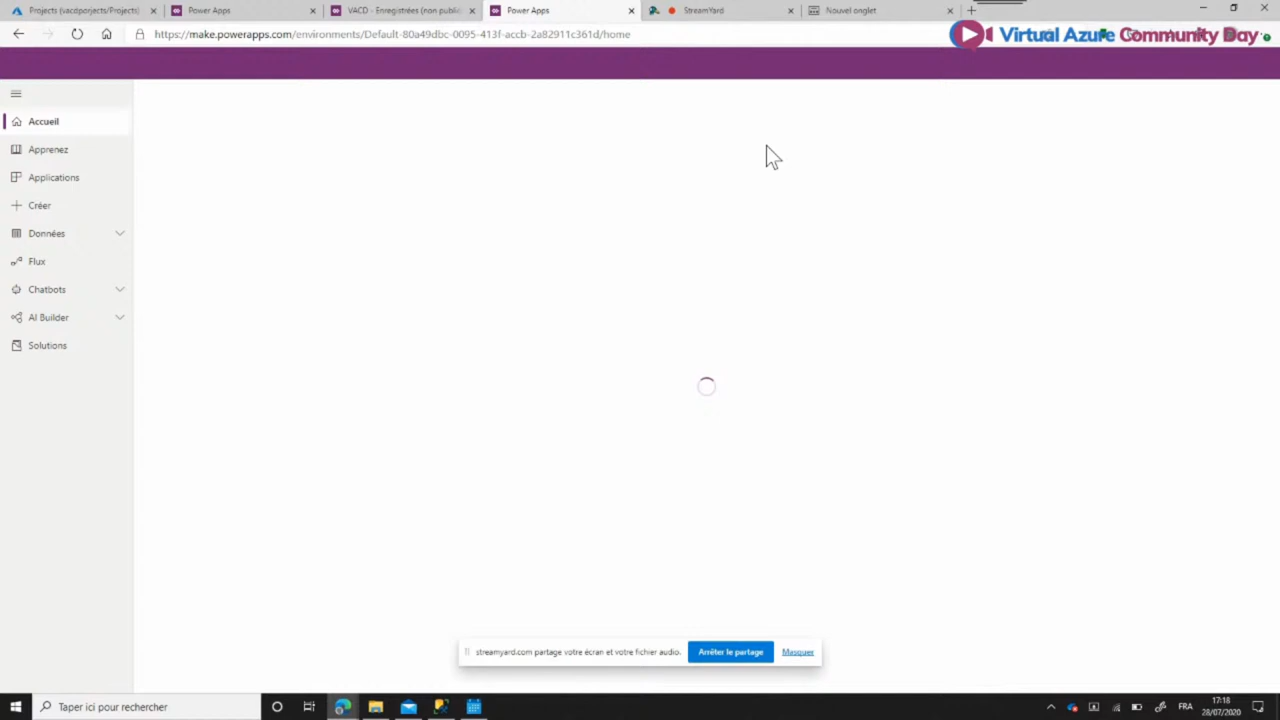 Projects (vacdporjects/Projects)
Power Apps
VACD - Enregistrées (non public
Power Apps
StreamYard
Nouvel onglet
https://make.powerapps.com/environments/Default-80a49dbc-0095-413f-accb-2a82911c361d/home
Virtual Azure Community Day
Accueil
Apprenez
Applications
Créer
Données
Flux
Chatbots
AI Builder
Solutions
streamyard.com partage votre écran et votre fichier audio.
Arrêter le partage
Masquer
Taper ici pour rechercher
FRA
17:18
28/07/2020